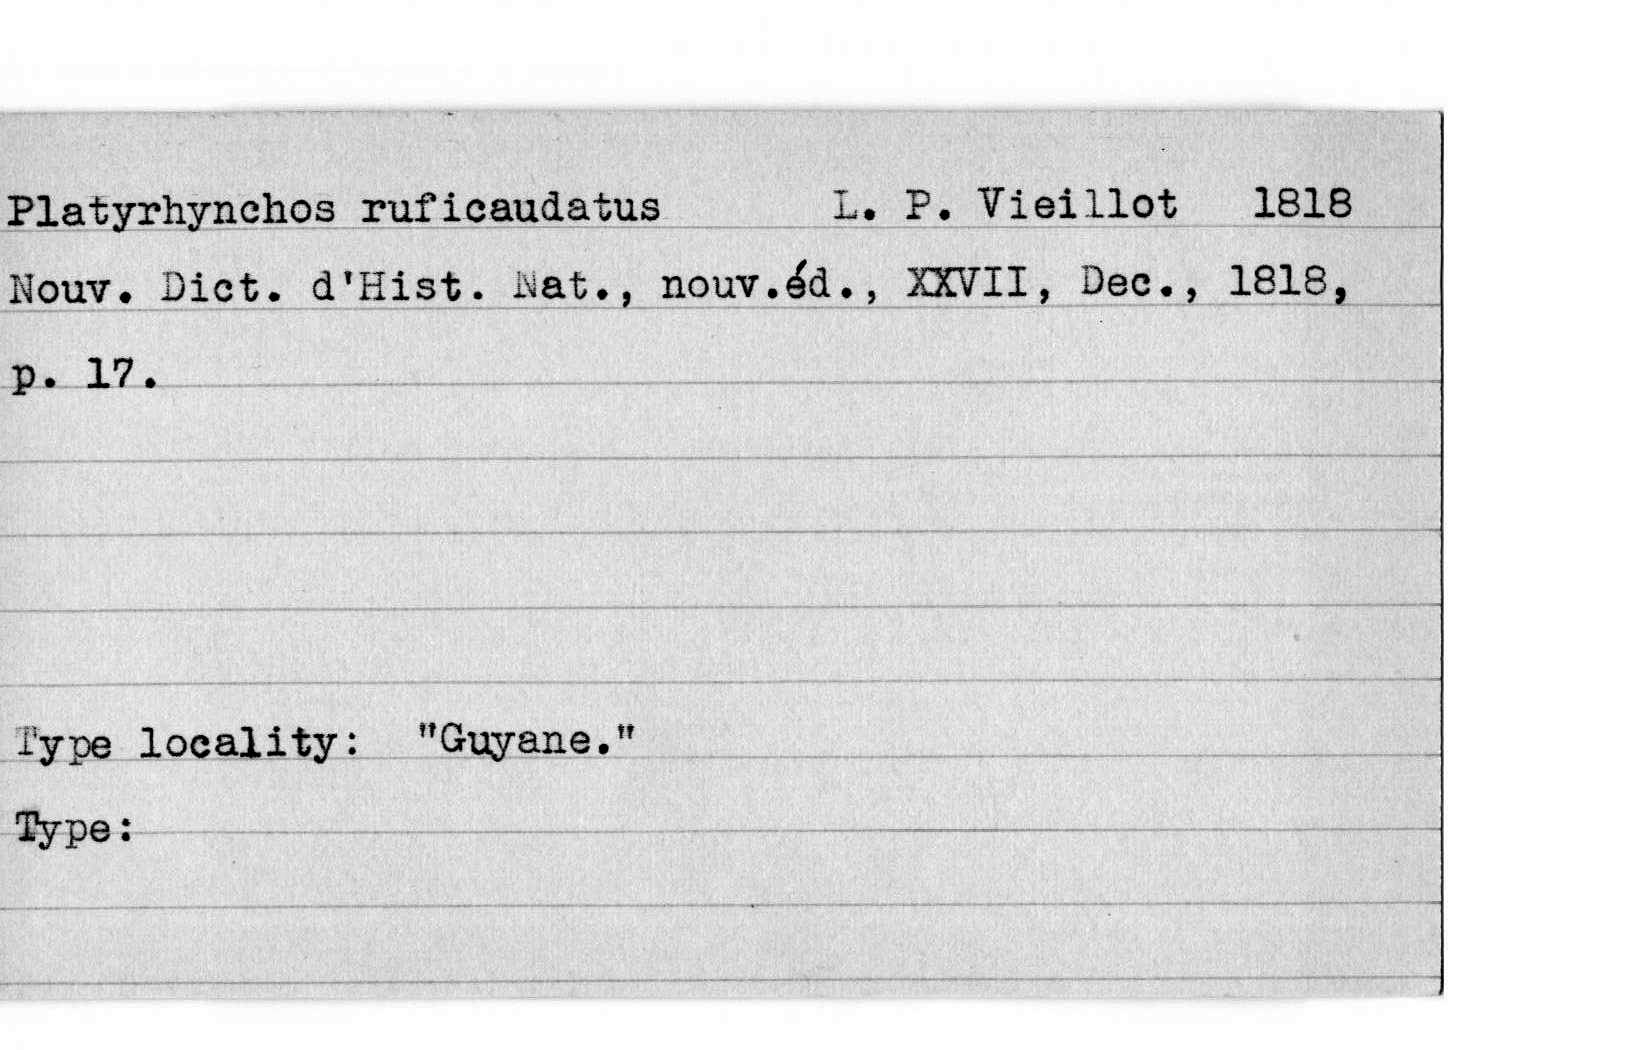 Platyrhynchos ruficaudatus L. P. Vieillot 1818
Nouv. Dict. d'Hist. Nat., nouv.éd., XXVII, Dec., 1818,
p. 17.
Type locality: "Guyane."
Type: